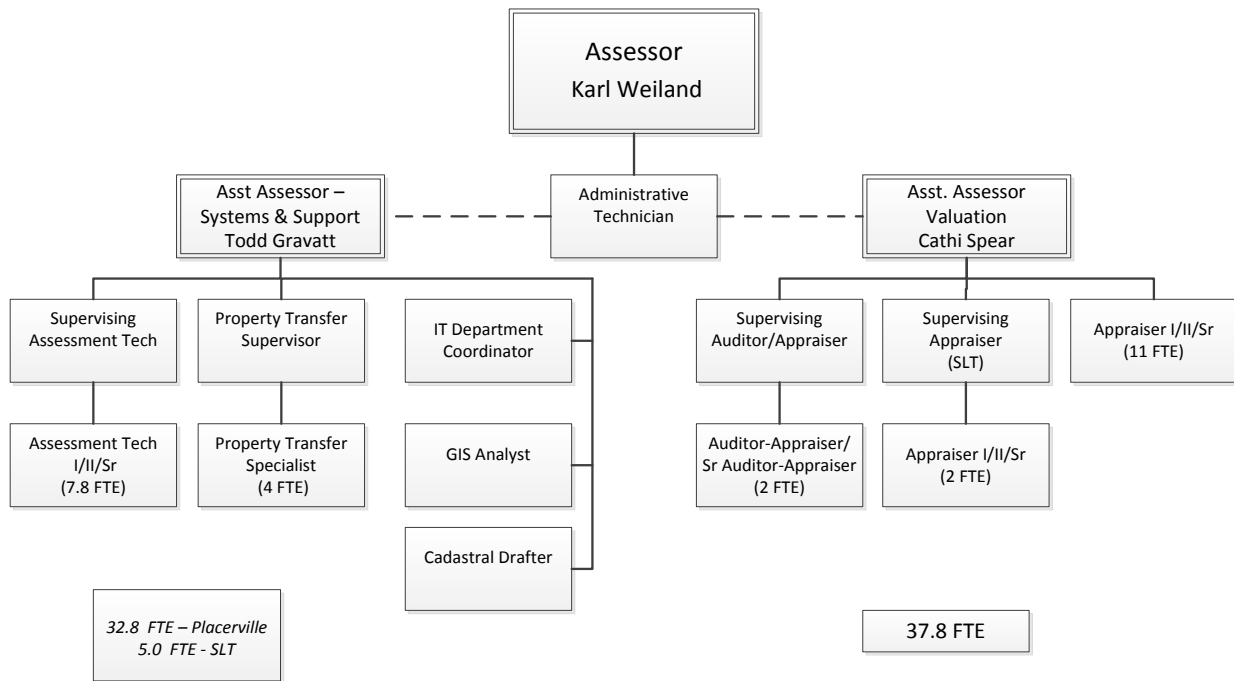 Assessor
Karl Weiland
Asst Assessor –
Systems & Support
Todd Gravatt
Administrative
Technician
Asst. Assessor
Valuation
Cathi Spear
Supervising
Assessment Tech
Property Transfer
Supervisor
IT Department
Coordinator
Supervising
Auditor/Appraiser
Supervising
Appraiser
(SLT)
Appraiser I/II/Sr
(11 FTE)
Assessment Tech
I/II/Sr
(7.8 FTE)
Property Transfer
Specialist
(4 FTE)
GIS Analyst
Auditor-Appraiser/
Sr Auditor-Appraiser
(2 FTE)
Appraiser I/II/Sr
(2 FTE)
Cadastral Drafter
32.8 FTE – Placerville
5.0 FTE - SLT
37.8 FTE